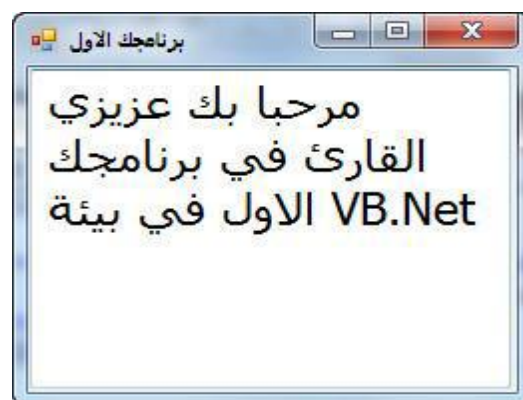 برنامجك الاول
مرحبا بك عزيزي
القارئ في برنامجك
الاول في بيئة VB.Net